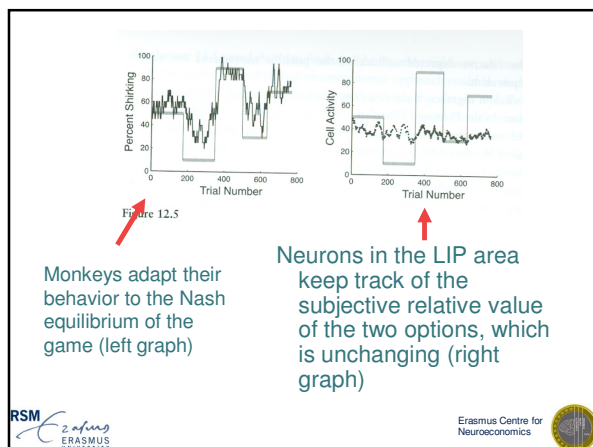 100
80
60
40
20
0
Percent Shirking
0 200 400 600 800
Trial Number
Figure 12.5
100
80
60
40
20
0
Cell Activity
0 200 400 600 800
Trial Number
Monkeys adapt their
behavior to the Nash
equilibrium of the
game (left graph)
Neurons in the LIP area
keep track of the
subjective relative value
of the two options, which
is unchanging (right
graph)
RSM
Erasmus
ERASMUS
Erasmus Centre for
Neuroeconomics